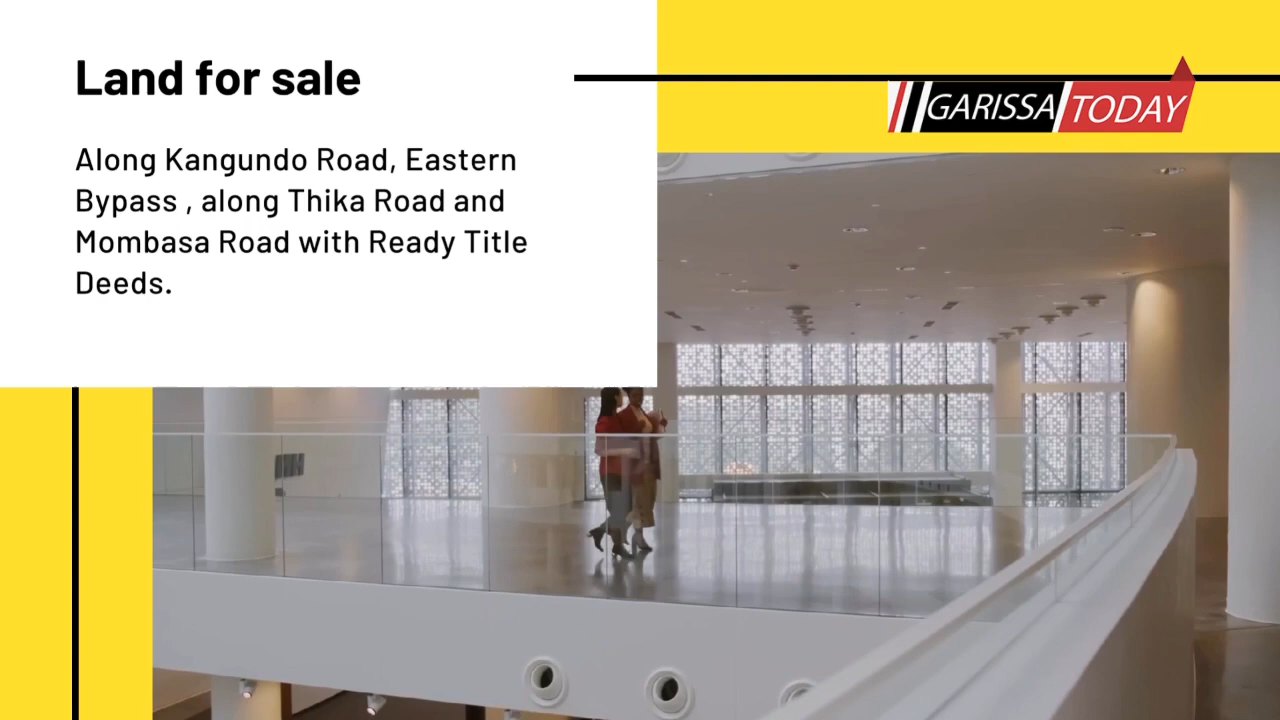 Land for sale
GARISSA TODAY
Along Kangundo Road, Eastern
Bypass , along Thika Road and
Mombasa Road with Ready Title
Deeds.